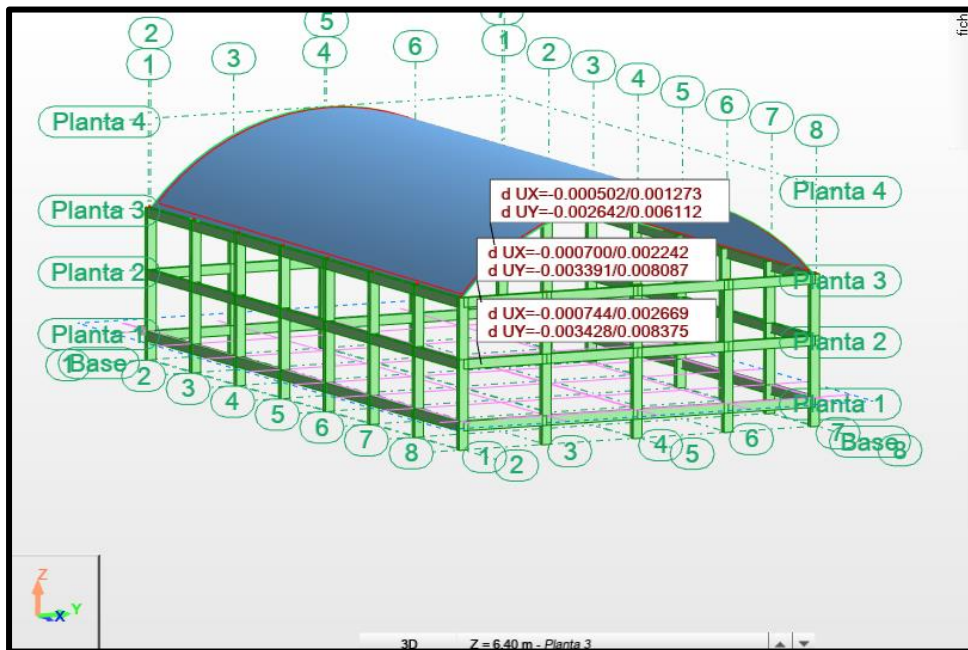 fich
7
5
1
2
4
6
2
1
3
3
4
5
6
7
8
Planta 4
Planta 4
Planta 3
d UX=-0.000502/0.001273
d UY=-0.002642/0.006112
Planta 2
d UX=-0.000700/0.002242
d UY=-0.003391/0.008087
Planta 3
d UX=-0.000744/0.002669
d UY=-0.003428/0.008375
Planta 1
Planta 2
1
Base
2
3
4
5
6
7
8
Planta 1
1
2
3
4
5
6
7
Base
8
Z
Y
X
3D
Z = 6.40 m - Planta 3